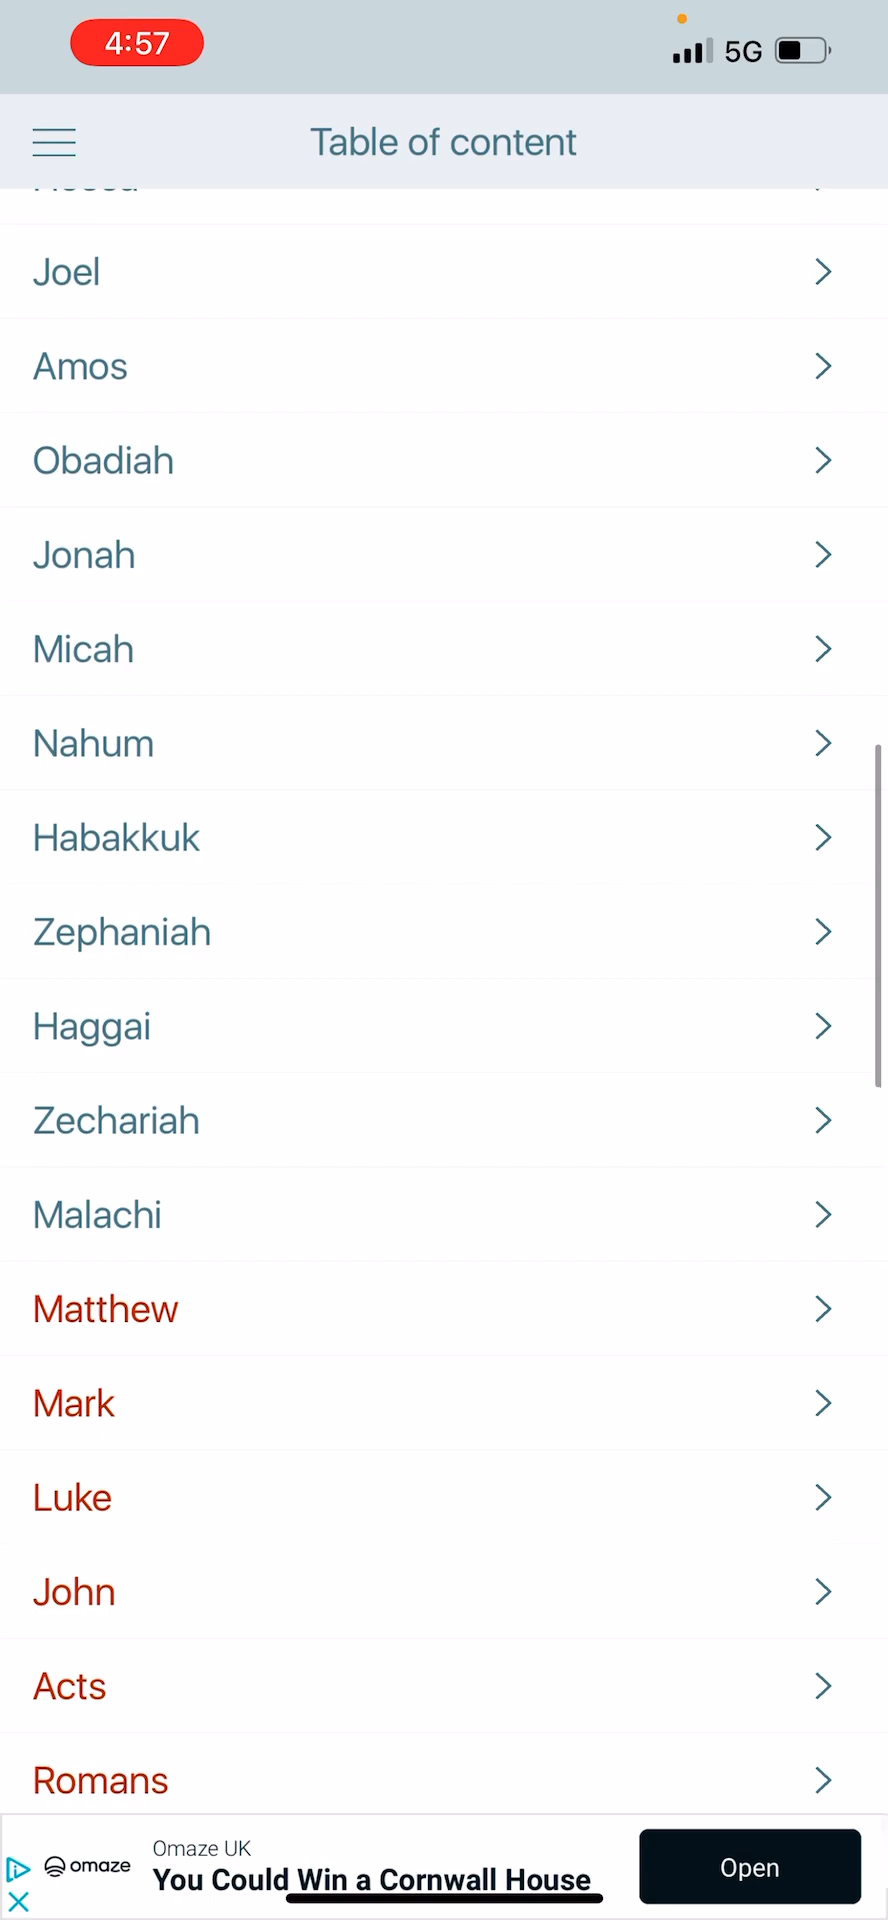 4:57
5G
Table of content
Joel
Amos
Obadiah
Jonah
Micah
Nahum
Habakkuk
Zephaniah
Haggai
Zechariah
Malachi
Matthew
Mark
Luke
John
Acts
Romans
omaze
Omaze UK
You Could Win a Cornwall House
Open